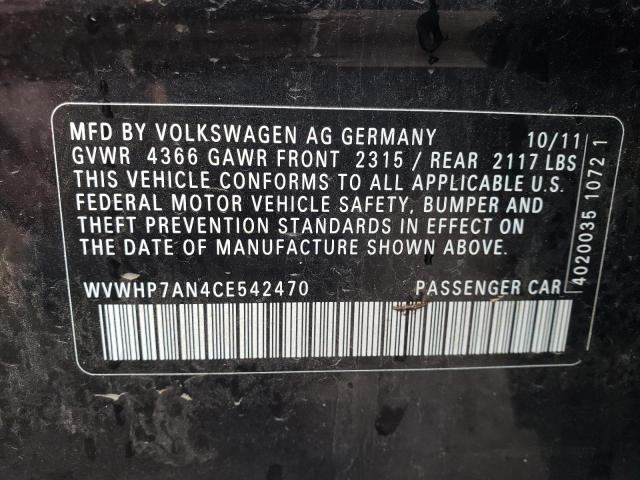 MFD BY VOLKSWAGEN AG GERMANY 10/11
GVWR 4366 GAWR FRONT 2315 / REAR 2117 LBS
THIS VEHICLE CONFORMS TO ALL APPLICABLE U.S.
FEDERAL MOTOR VEHICLE SAFETY, BUMPER AND
THEFT PREVENTION STANDARDS IN EFFECT ON
THE DATE OF MANUFACTURE SHOWN ABOVE.
WVWHP7AN4CE542470 PASSENGER CAR
4020035 1072 1